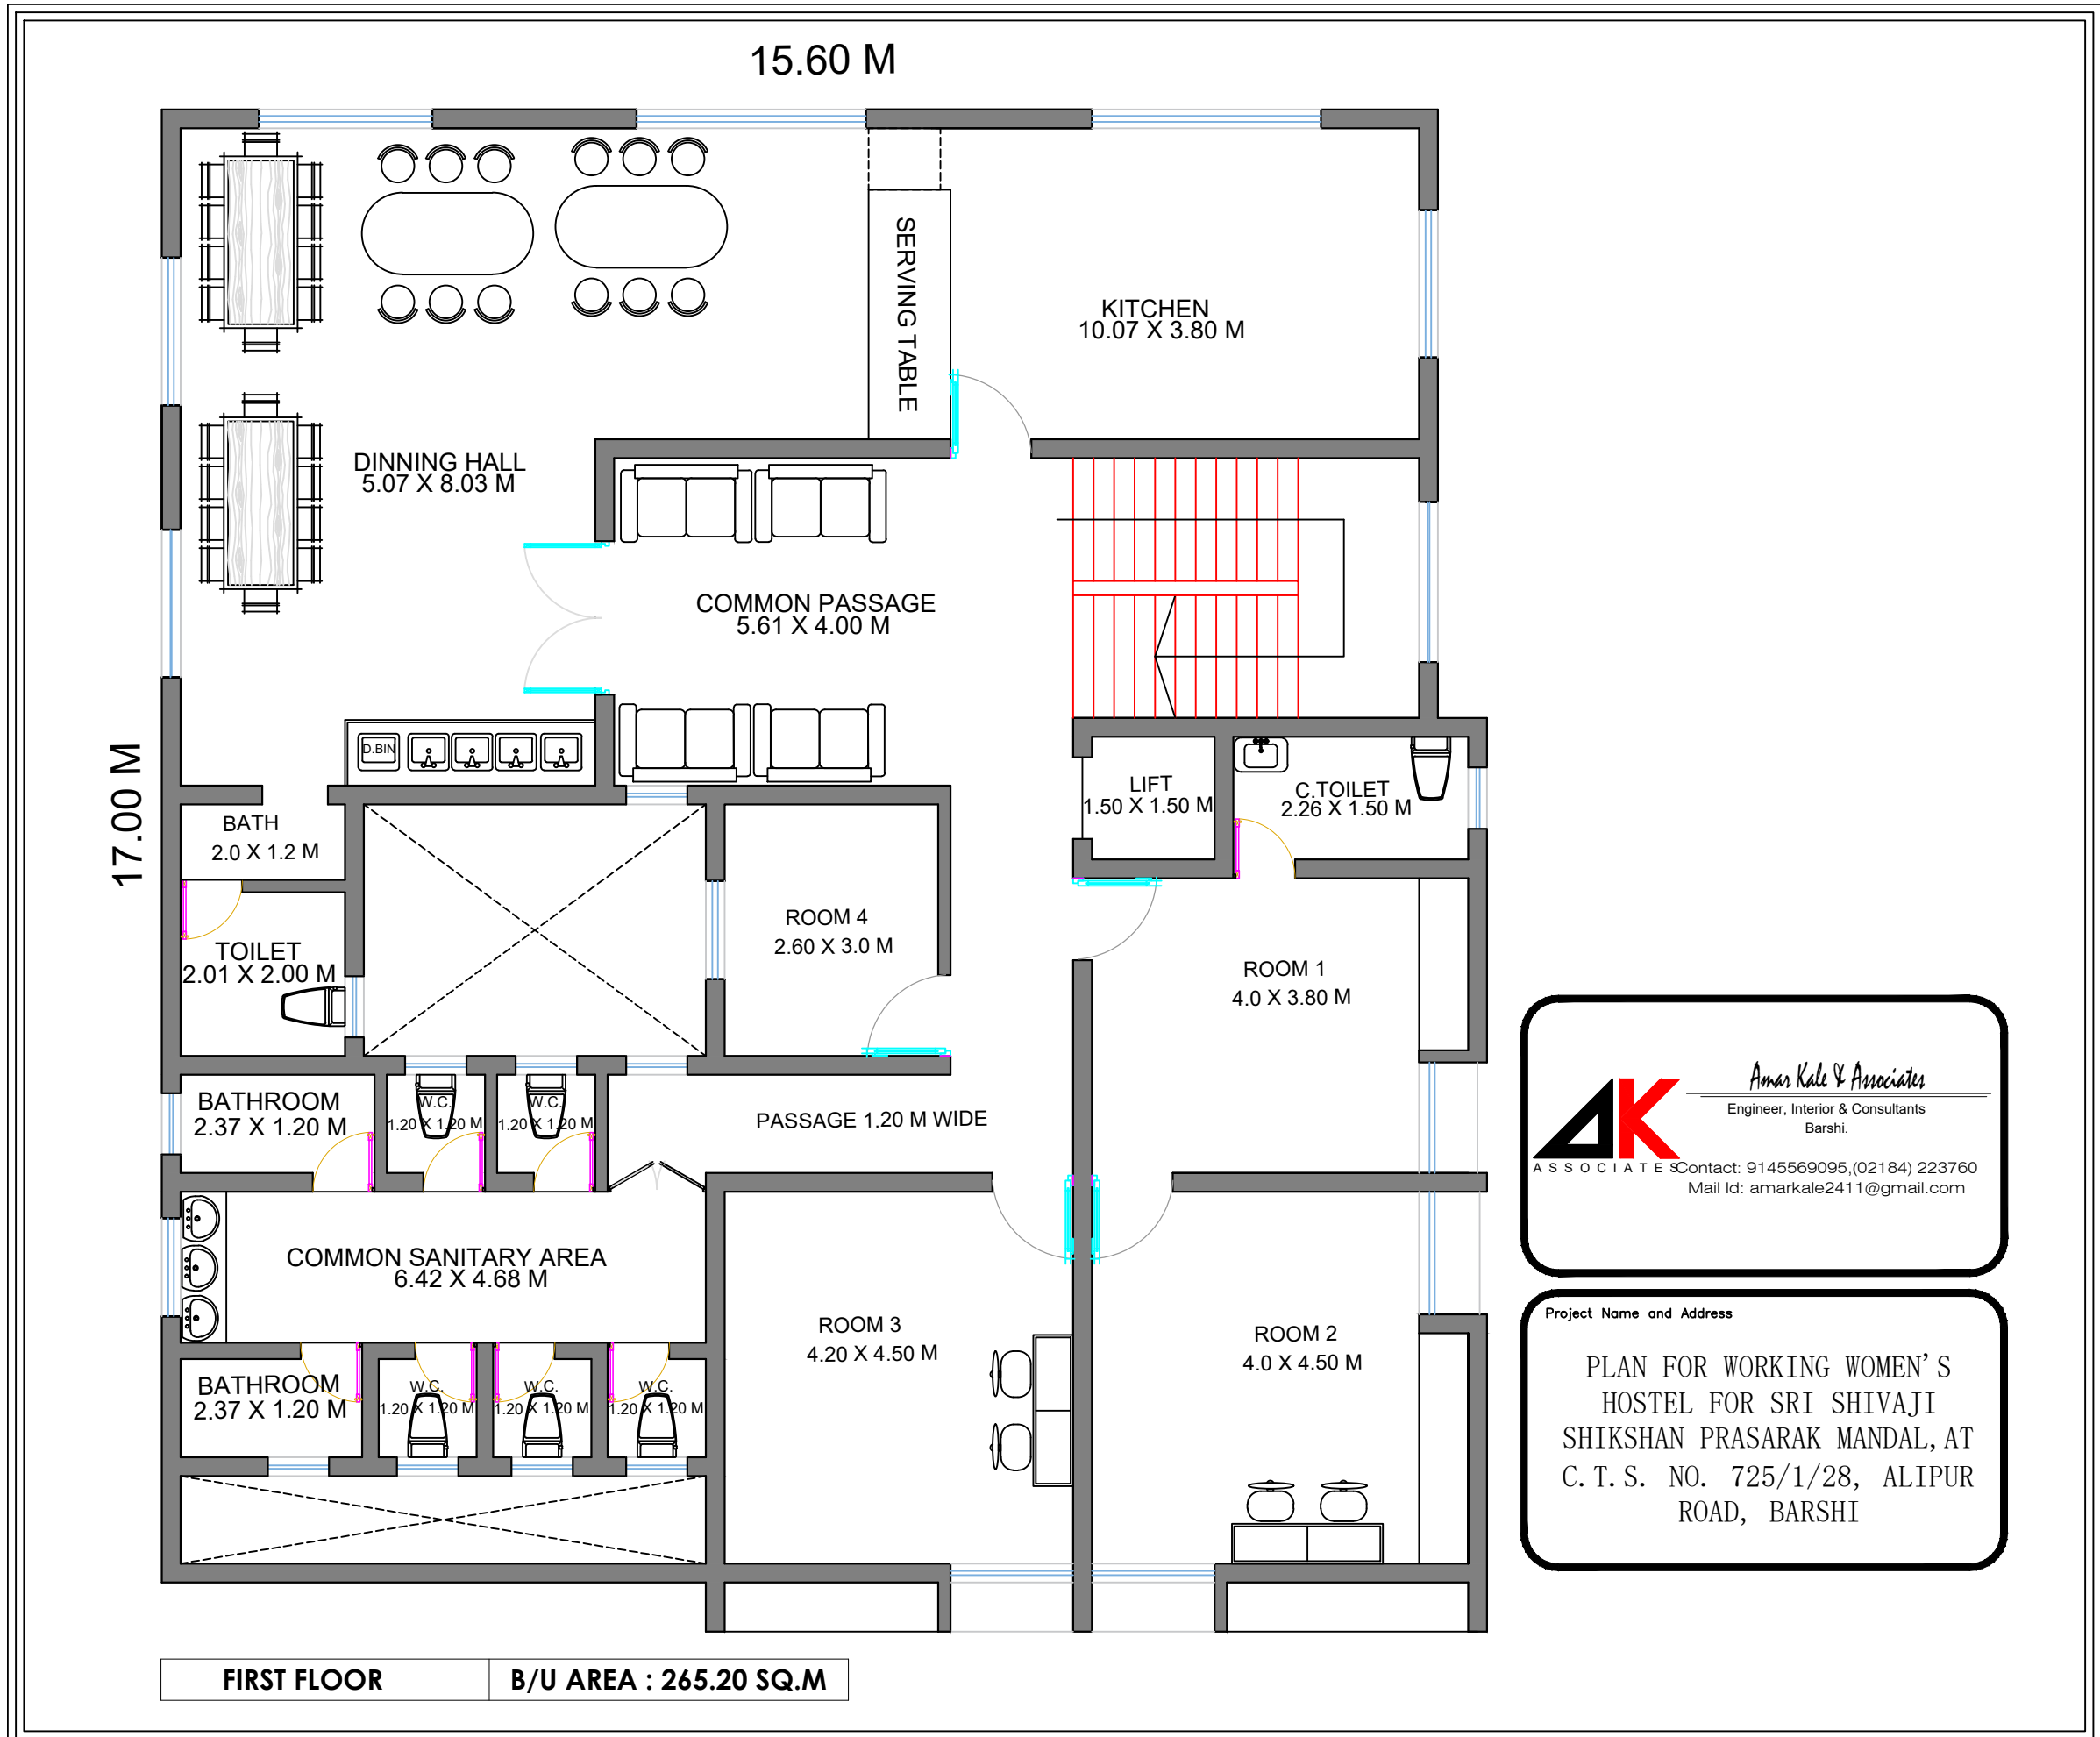 15.60 M
SERVING TABLE
KITCHEN
10.07 X 3.80 M
DINNING HALL
5.07 X 8.03 M
COMMON PASSAGE
5.61 X 4.00 M
17.00 M
D.BIN
LIFT
1.50 X 1.50 M
C.TOILET
2.26 X 1.50 M
BATH
2.0 X 1.2 M
ROOM 4
2.60 X 3.0 M
TOILET
2.01 X 2.00 M
ROOM 1
4.0 X 3.80 M
BATHROOM
2.37 X 1.20 M
W.C.
1.20 X 1.20 M
W.C.
1.20 X 1.20 M
PASSAGE 1.20 M WIDE
COMMON SANITARY AREA
6.42 X 4.68 M
ROOM 3
4.20 X 4.50 M
ROOM 2
4.0 X 4.50 M
BATHROOM
2.37 X 1.20 M
W.C.
1.20 X 1.20 M
W.C.
1.20 X 1.20 M
W.C.
1.20 X 1.20 M
AK
ASSOCIATES
Amar Kale & Associates
Engineer, Interior & Consultants
Barshi.
Contact: 9145569095,(02184) 223760
Mail Id: amarkale2411@gmail.com
Project Name and Address
PLAN FOR WORKING WOMEN'S
HOSTEL FOR SRI SHIVAJI
SHIKSHAN PRASARAK MANDAL, AT
C.T.S. NO. 725/1/28, ALIPUR
ROAD, BARSHI
FIRST FLOOR
B/U AREA : 265.20 SQ.M